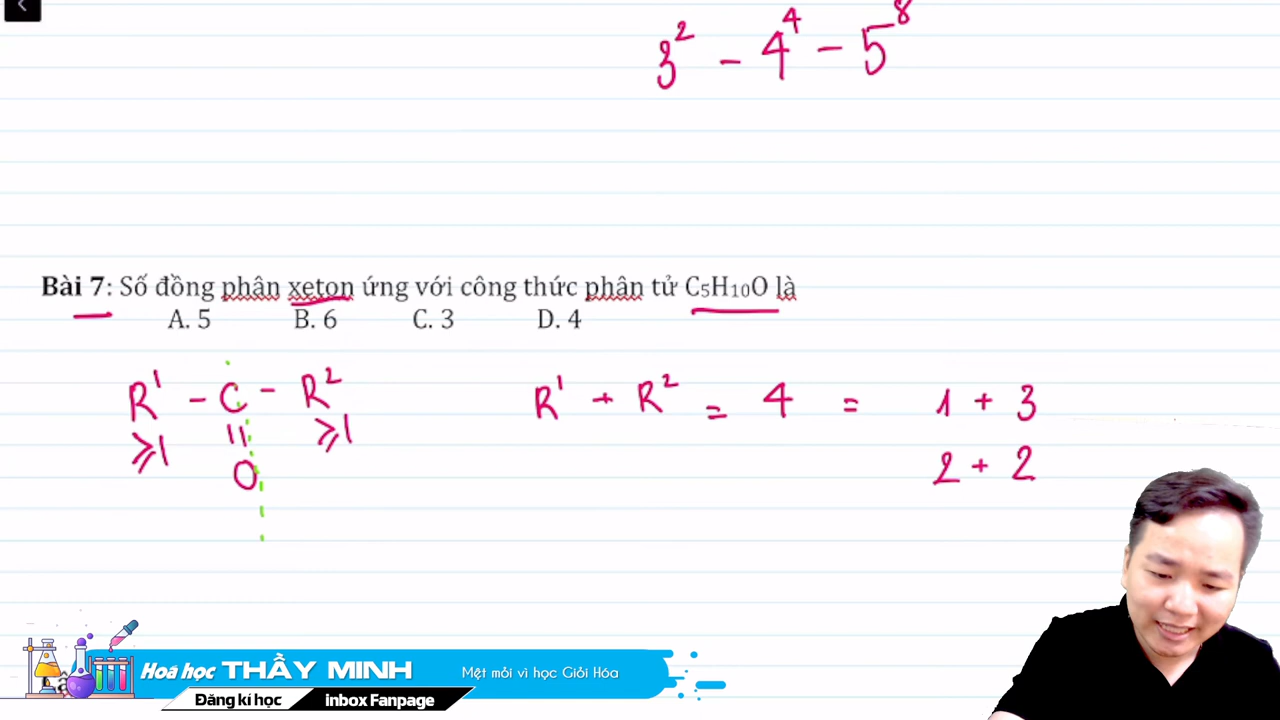 3² - 4⁴ - 5⁸
Bài 7: Số đồng phân xeton ứng với công thức phân tử C₅H₁₀O là
A. 5 B. 6 C. 3 D. 4
R¹ - C - R² R¹ + R² = 4 = 1 + 3
⩾1 || ⩾1
O 2 + 2
Hoá học THẦY MINH Mệt mỏi vì học Giỏi Hóa
Đăng kí học inbox Fanpage